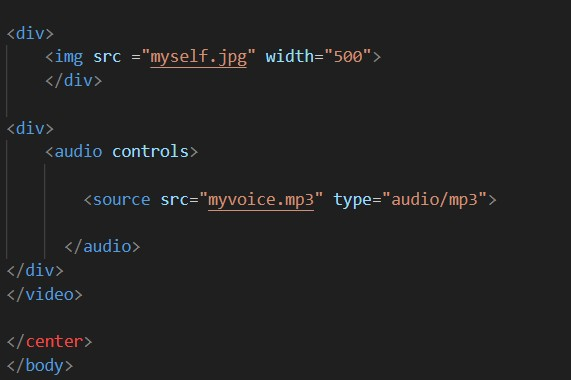 <div>
<img src ="myself.jpg" width="500">
</div>
<div>
<audio controls>
<source src="myvoice.mp3" type="audio/mp3">
</audio>
</div>
</video>
</center>
</body>